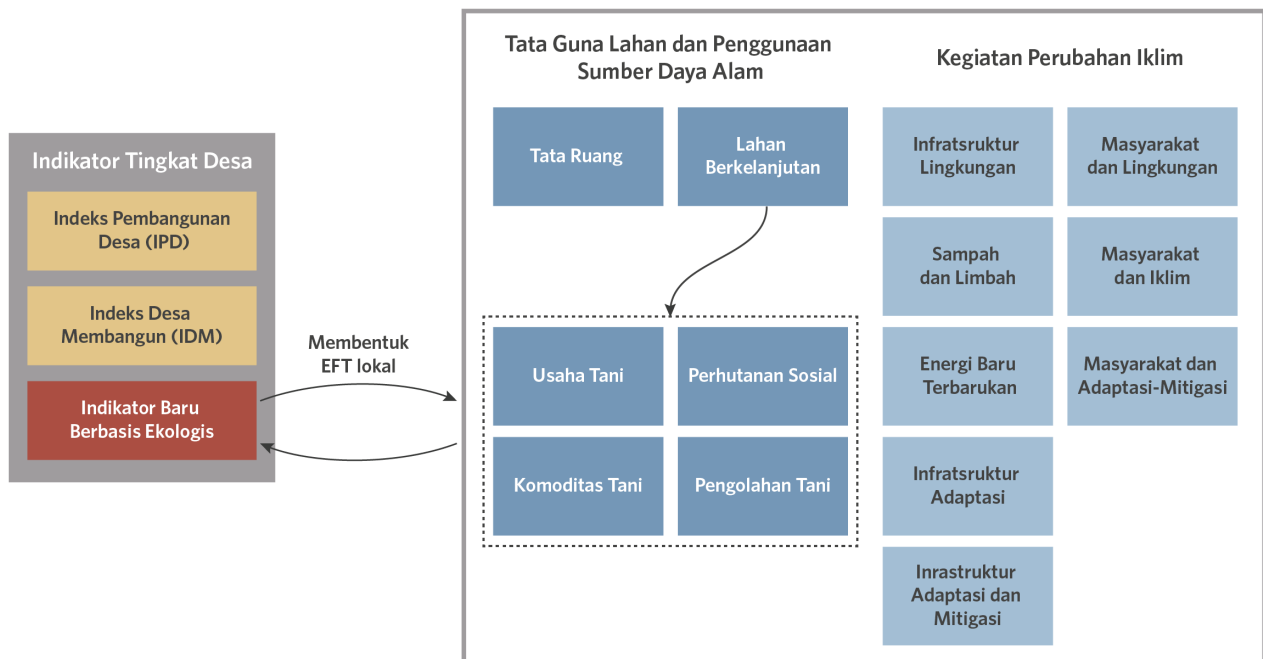 Indikator Tingkat Desa
Indeks Pembangunan
Desa (IPD)
Indeks Desa
Membangun (IDM)
Indikator Baru
Berbasis Ekologis
Membentuk
EFT lokal
Tata Guna Lahan dan Penggunaan
Sumber Daya Alam
Tata Ruang
Lahan
Berkelanjutan
Usaha Tani
Perhutanan Sosial
Komoditas Tani
Pengolahan Tani
Kegiatan Perubahan Iklim
Infratsruktur
Lingkungan
Masyarakat
dan Lingkungan
Sampah
dan Limbah
Masyarakat
dan Iklim
Energi Baru
Terbarukan
Masyarakat dan
Adaptasi-Mitigasi
Infratsruktur
Adaptasi
Inrastruktur
Adaptasi dan
Mitigasi